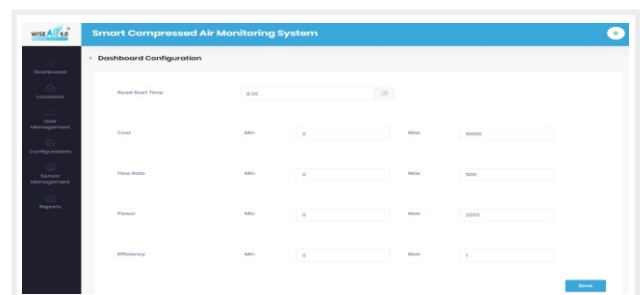 WISE Air 4.0
Smart Compressed Air Monitoring System
Dashboard Configuration
Dashboard
Locations
User
Management
Configurations
Sensor
Management
Reports
Read Start Time 8:30
Cost Min 0 Max 10000
Flow Rate Min 0 Max 500
Power Min 0 Max 2000
Efficiency Min 0 Max 1
Save